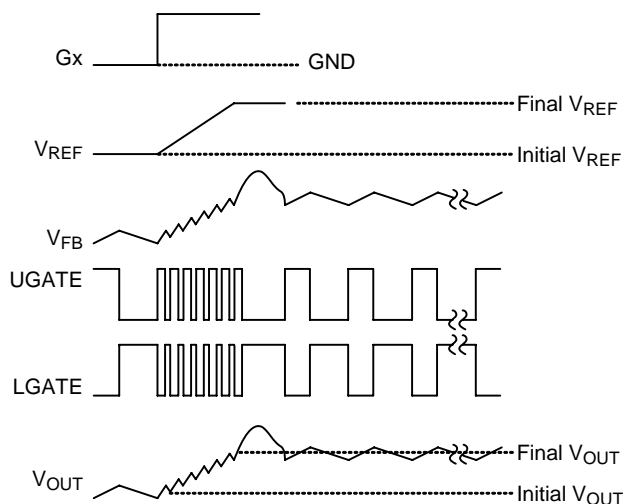 Gx
GND
Final VREF
VREF
Initial VREF
VFB
UGATE
LGATE
Final VOUT
VOUT
Initial VOUT